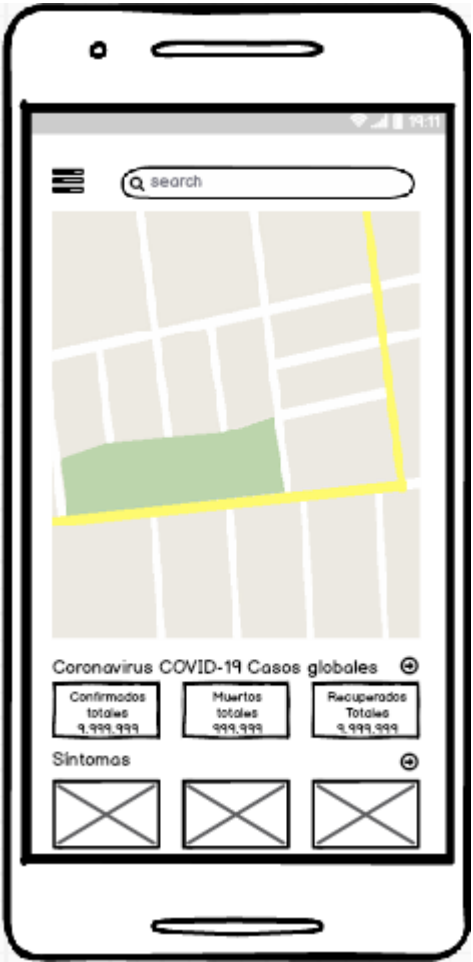 19:11
search
Coronavirus COVID-19 Casos globales
Confirmados
totales
9.999.999
Muertos
totales
999.999
Recuperados
Totales
9.999.999
Síntomas